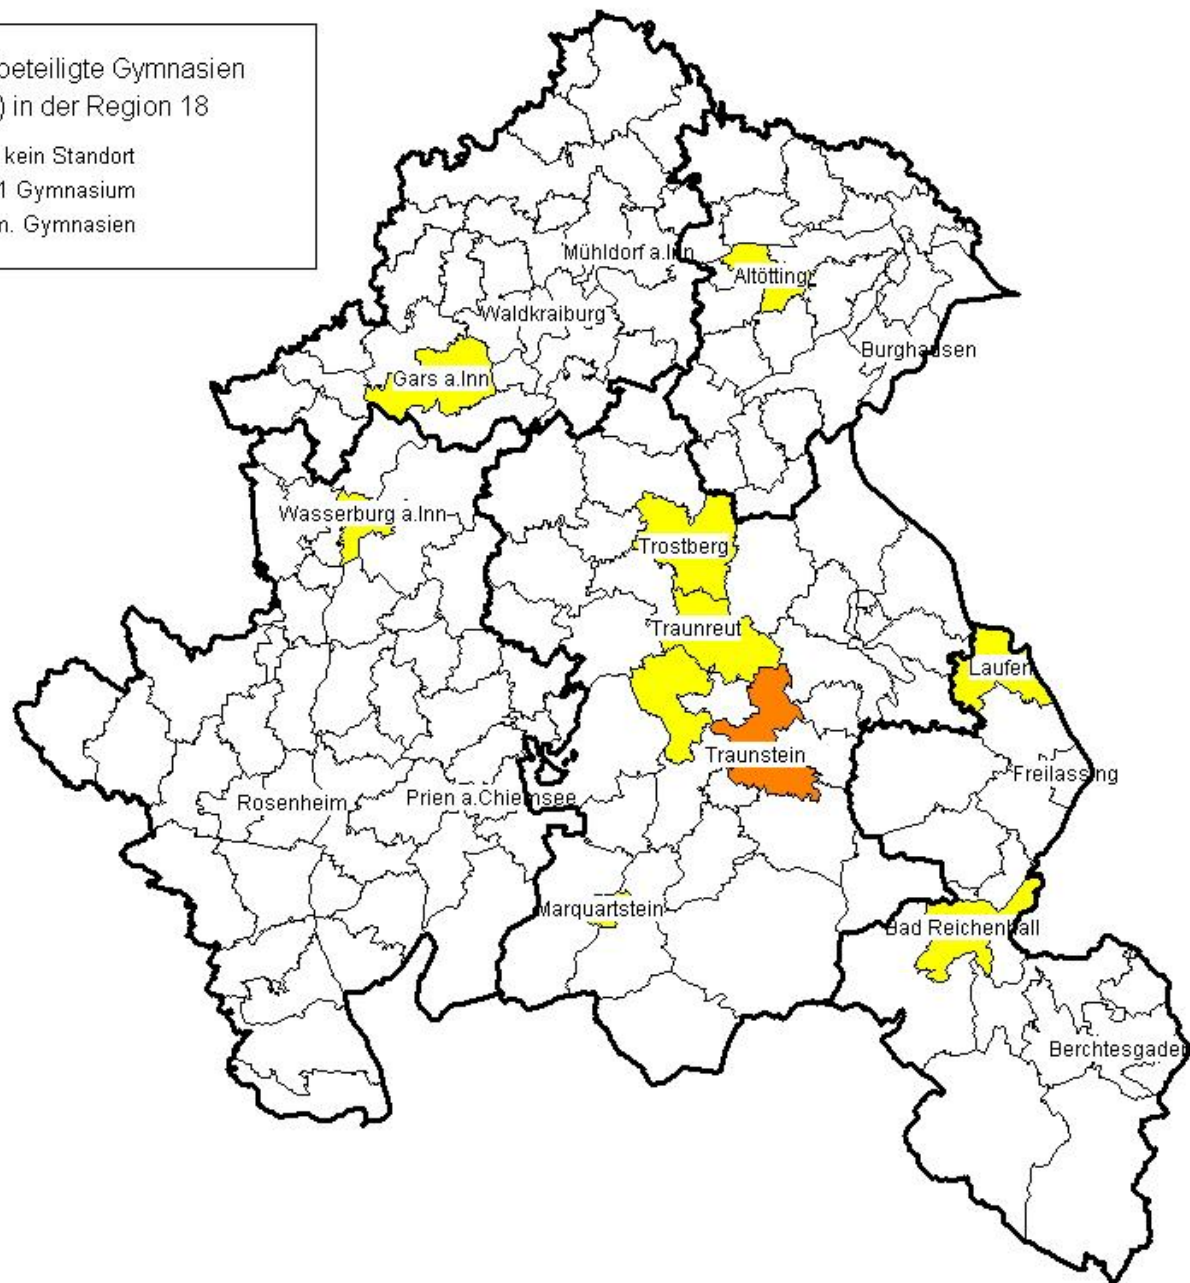 beteiligte Gymnasien
) in der Region 18
kein Standort
1 Gymnasium
m. Gymnasien
Mühldorf a.Inn
Altötting
Waldkraiburg
Burghausen
Gars a.Inn
Wasserburg a.Inn
Trostberg
Traunreut
Laufen
Traunstein
Freilassing
Rosenheim
Prien a.Chiemsee
Marquartstein
Bad Reichenhall
Berchtesgaden